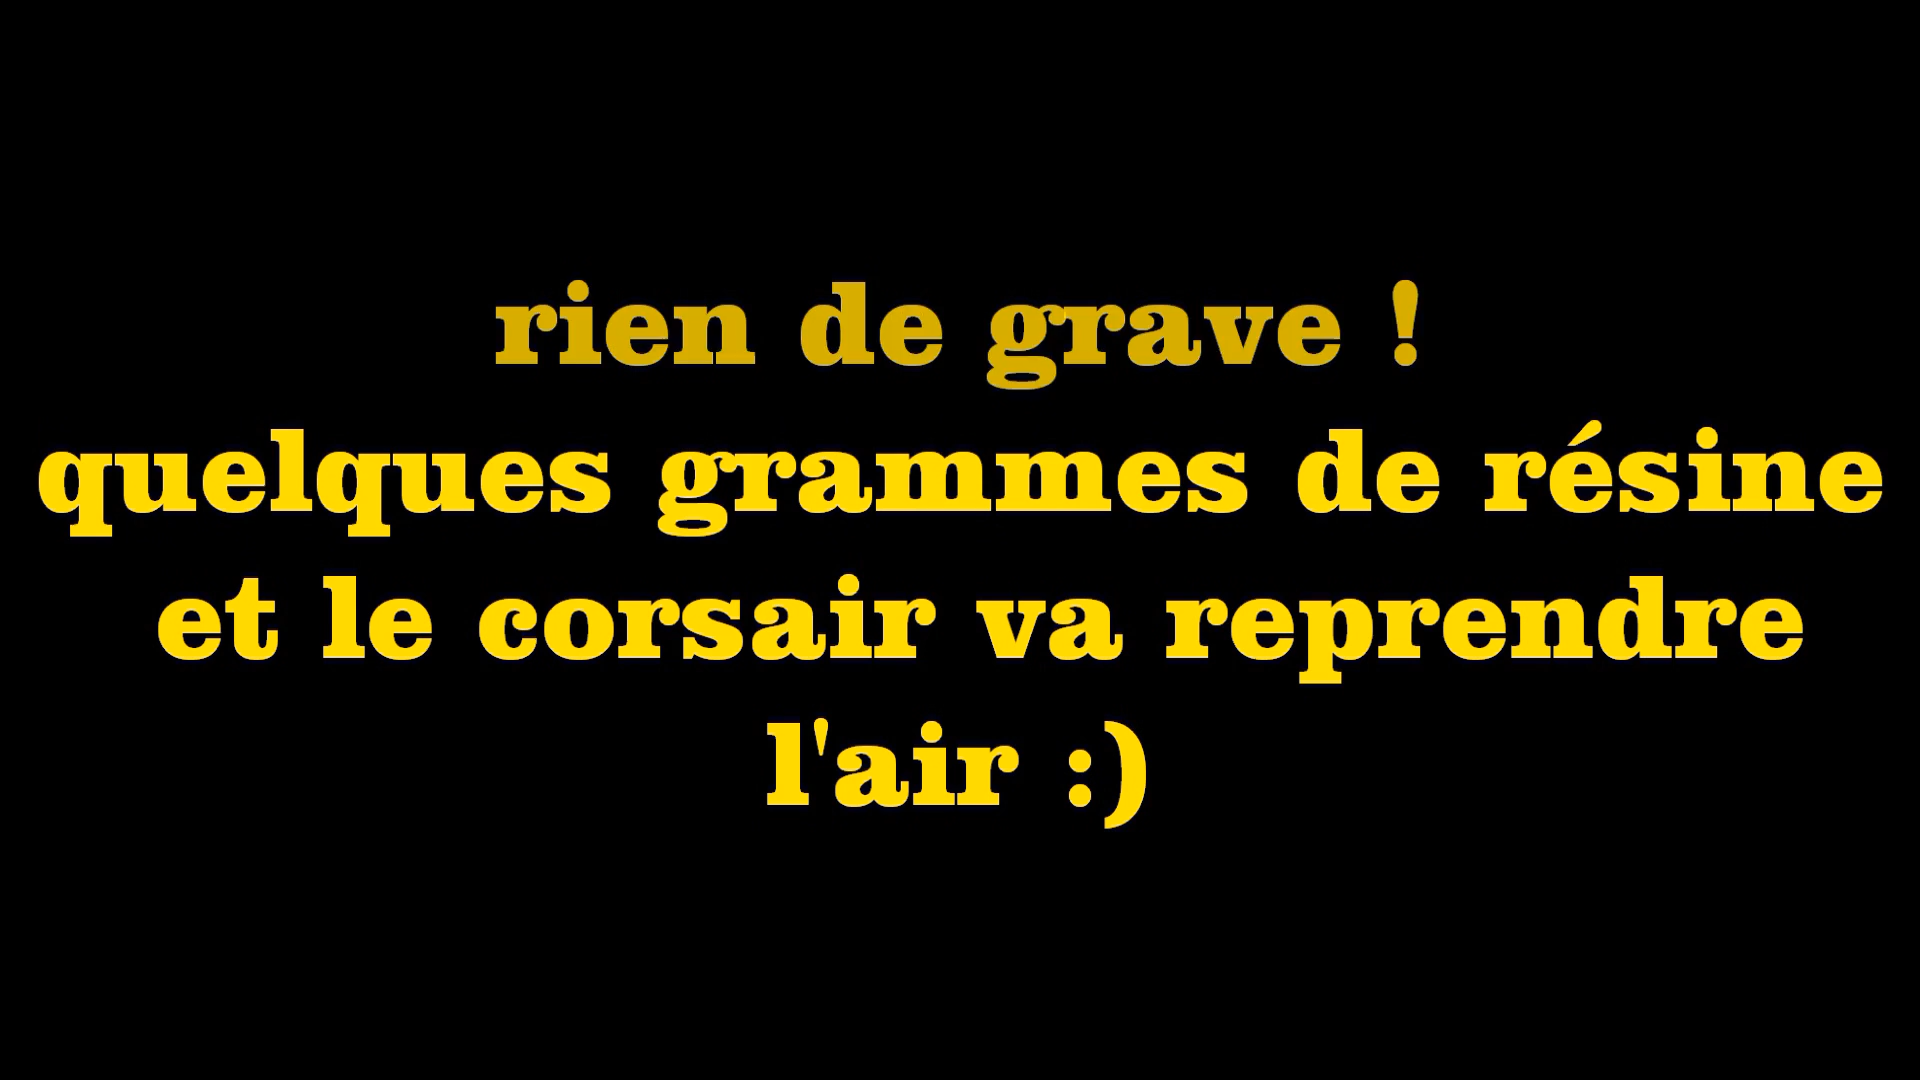 rien de grave !
quelques grammes de résine
et le corsair va reprendre
l'air :)